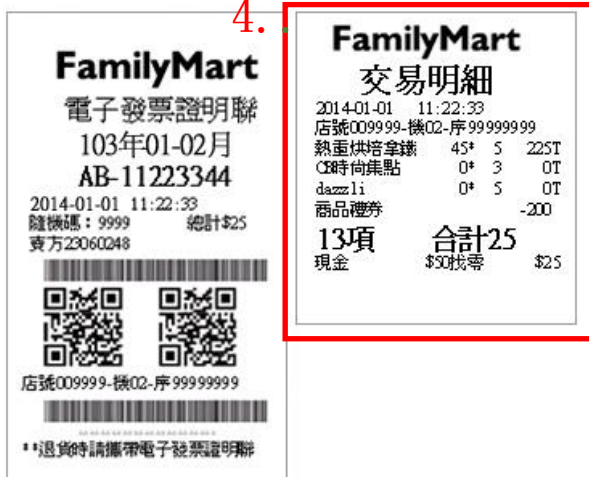 4.
FamilyMart
電子發票證明聯
103年01-02月
AB-11223344
2014-01-01 11:22:33
隨機碼：9999 總計$25
賣方23060248
店號009999-機02-序99999999
**退貨時請攜帶電子發票證明聯
FamilyMart
交易明細
2014-01-01 11:22:33
店號009999-機02-序99999999
熱重烘培拿鐵 45* 5 225T
CB時尚集點 0* 3 0T
dazzli 0* 5 0T
商品禮券 -200
13項 合計25
現金 $50找零 $25